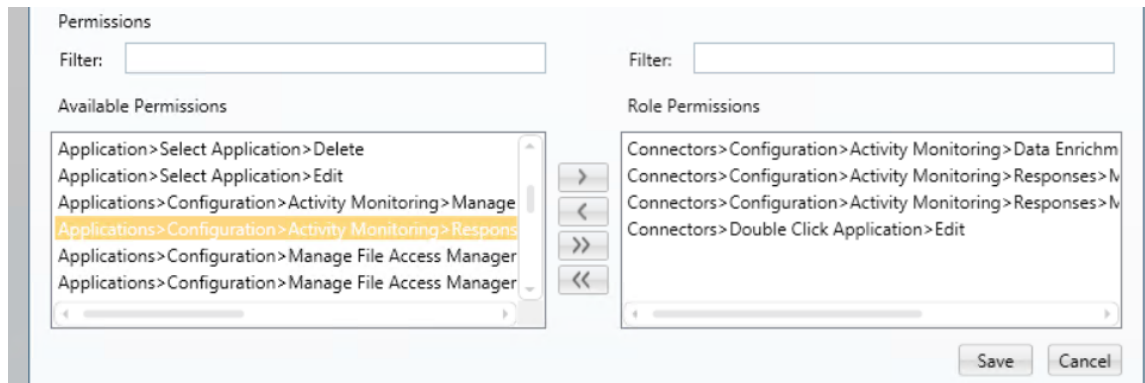 Permissions
Filter:
Filter:
Available Permissions
Role Permissions
Application>Select Application>Delete
Application>Select Application>Edit
Applications>Configuration>Activity Monitoring>Manage
Applications>Configuration>Activity Monitoring>Respons
Applications>Configuration>Manage File Access Manager
Applications>Configuration>Manage File Access Manager
>
<
>>
<<
Connectors>Configuration>Activity Monitoring>Data Enrichm
Connectors>Configuration>Activity Monitoring>Responses>M
Connectors>Configuration>Activity Monitoring>Responses>M
Connectors>Double Click Application>Edit
Save
Cancel